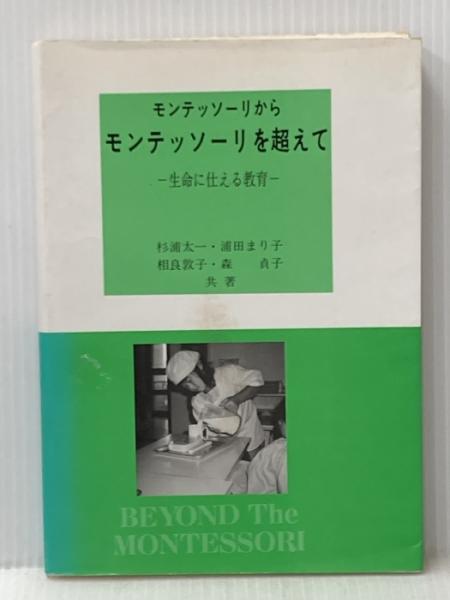 モンテッソーリから
モンテッソーリを超えて
−生命に仕える教育−
杉浦太一・浦田まり子
相良敦子・森　貞子
共著
BEYOND The
MONTESSORI